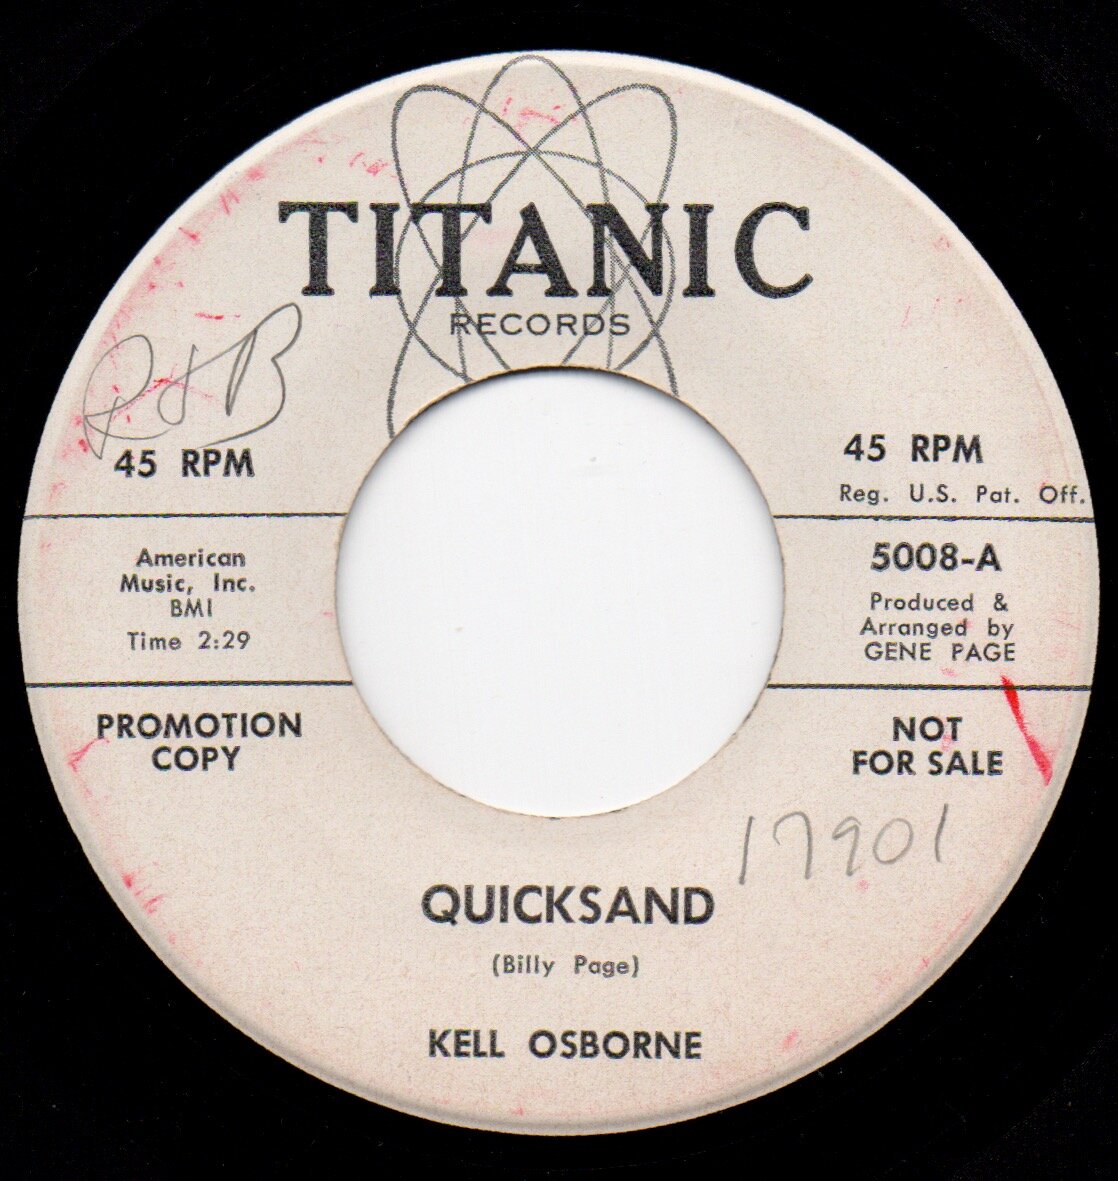 TITANIC
RECORDS
R&B
45 RPM
45 RPM
Reg. U.S. Pat. Off.
American
Music, Inc.
BMI
Time 2:29
5008-A
Produced &
Arranged by
GENE PAGE
PROMOTION
COPY
NOT
FOR SALE
17901
QUICKSAND
(Billy Page)
KELL OSBORNE